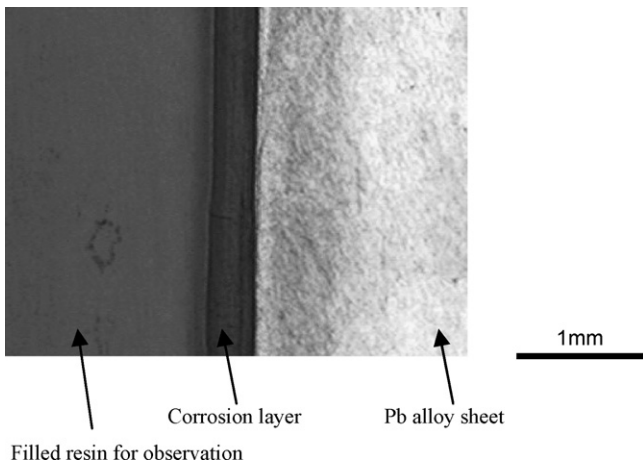 1mm
Corrosion layer
Pb alloy sheet
Filled resin for observation